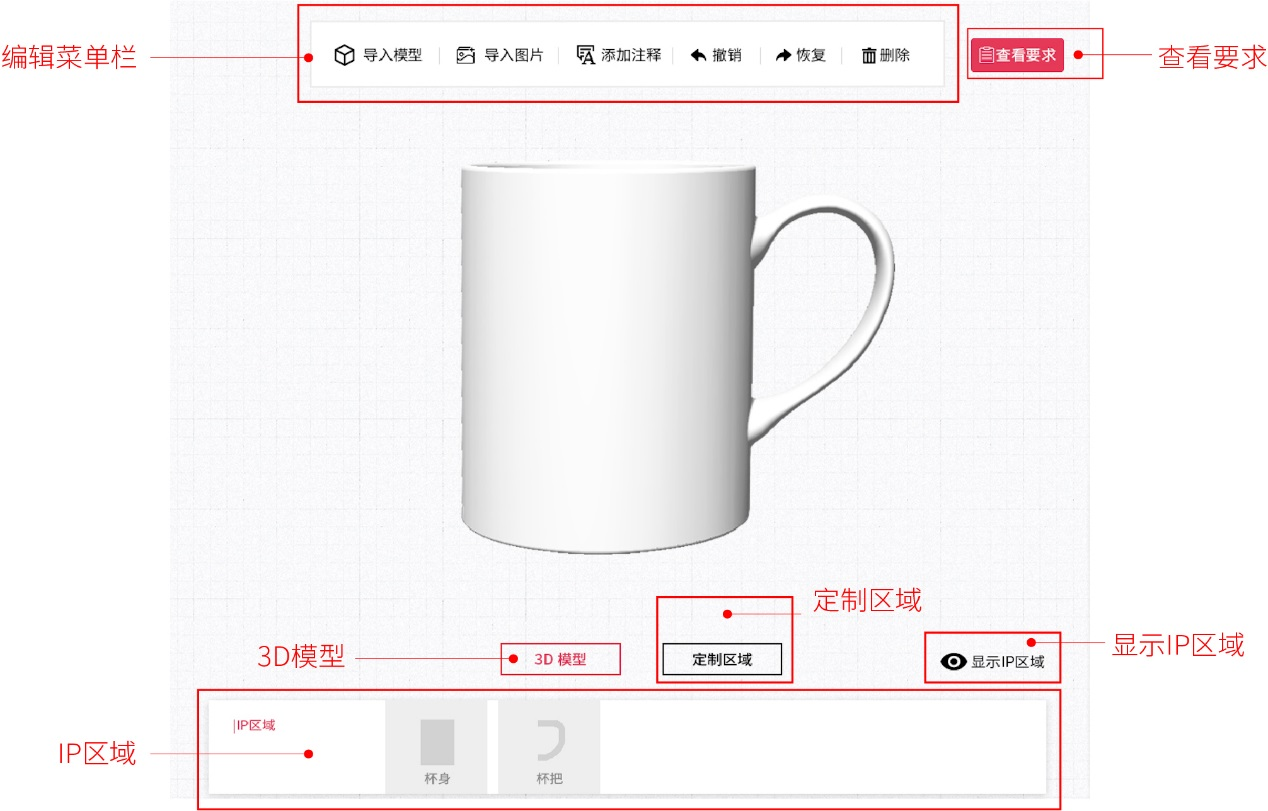 编辑菜单栏
导入模型
导入图片
添加注释
撤销
恢复
删除
查看要求
查看要求
定制区域
3D模型
3D 模型
定制区域
显示IP区域
显示IP区域
IP区域
IP区域
杯身
杯把